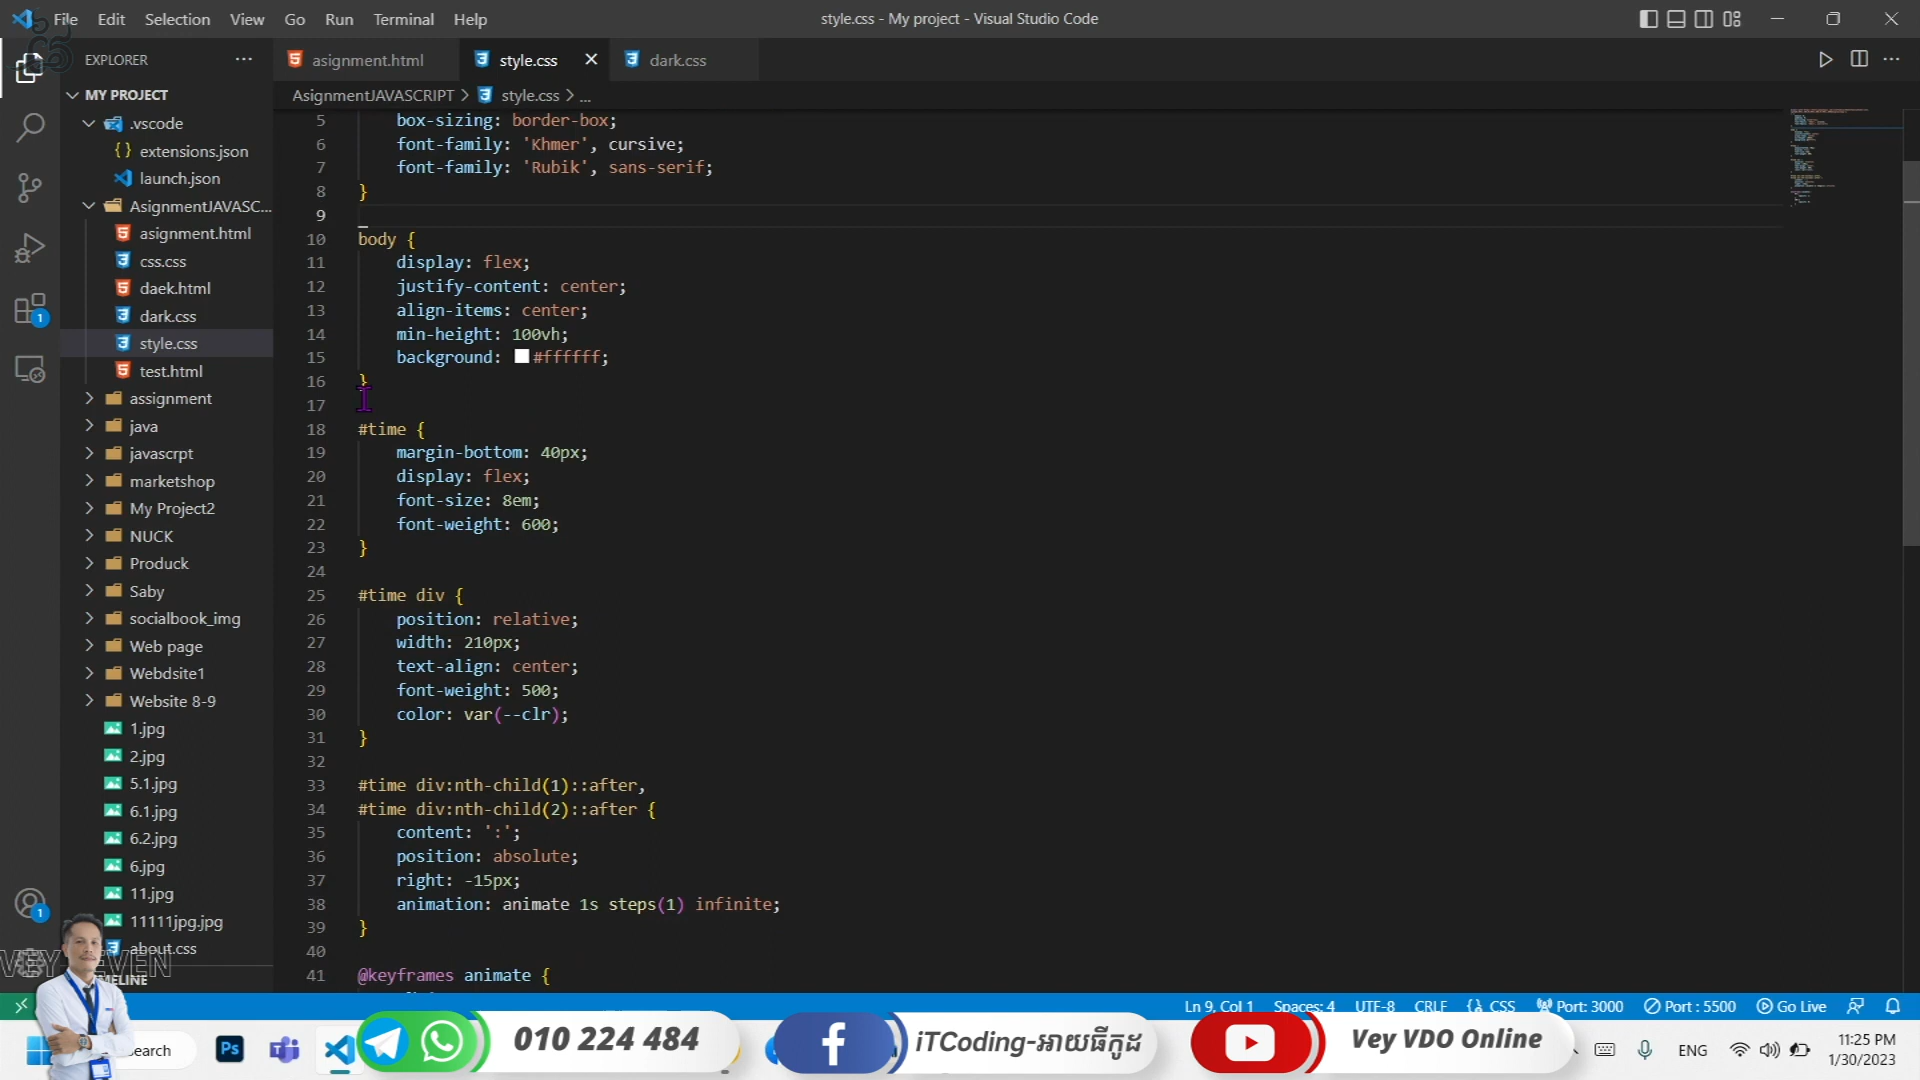 File Edit Selection View Go Run Terminal Help
style.css - My project - Visual Studio Code
EXPLORER
asignment.html
style.css
dark.css
MY PROJECT
AsignmentJAVASCRIPT > style.css > ...
.vscode
extensions.json
launch.json
AsignmentJAVASC...
asignment.html
css.css
daek.html
dark.css
style.css
test.html
assignment
java
javascrpt
marketshop
My Project2
NUCK
Produck
Saby
socialbook_img
Web page
Webdsite1
Website 8-9
1.jpg
2.jpg
5.1.jpg
6.1.jpg
6.2.jpg
6.jpg
11.jpg
11111jpg.jpg
about.css
5 box-sizing: border-box;
6 font-family: 'Khmer', cursive;
7 font-family: 'Rubik', sans-serif;
8 }
9
10 body {
11 display: flex;
12 justify-content: center;
13 align-items: center;
14 min-height: 100vh;
15 background: #ffffff;
16 }
17
18 #time {
19 margin-bottom: 40px;
20 display: flex;
21 font-size: 8em;
22 font-weight: 600;
23 }
24
25 #time div {
26 position: relative;
27 width: 210px;
28 text-align: center;
29 font-weight: 500;
30 color: var(--clr);
31 }
32
33 #time div:nth-child(1)::after,
34 #time div:nth-child(2)::after {
35 content: ':';
36 position: absolute;
37 right: -15px;
38 animation: animate 1s steps(1) infinite;
39 }
40
41 @keyframes animate {
Ln 9, Col 1 Spaces: 4 UTF-8 CRLF {} CSS Port: 3000 Port : 5500 Go Live
010 224 484
iTCoding-អាយធីកូដ
Vey VDO Online
ENG
11:25 PM
1/30/2023